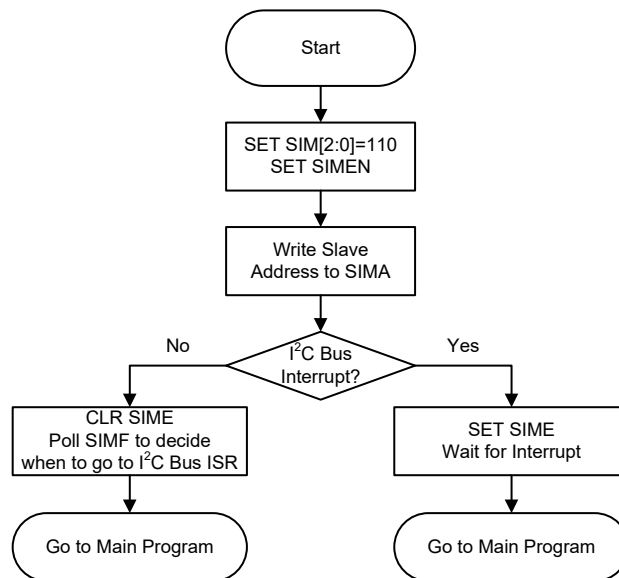 Start
SET SIM[2:0]=110
SET SIMEN
Write Slave
Address to SIMA
I²C Bus
Interrupt?
No
Yes
CLR SIME
Poll SIMF to decide
when to go to I²C Bus ISR
SET SIME
Wait for Interrupt
Go to Main Program
Go to Main Program